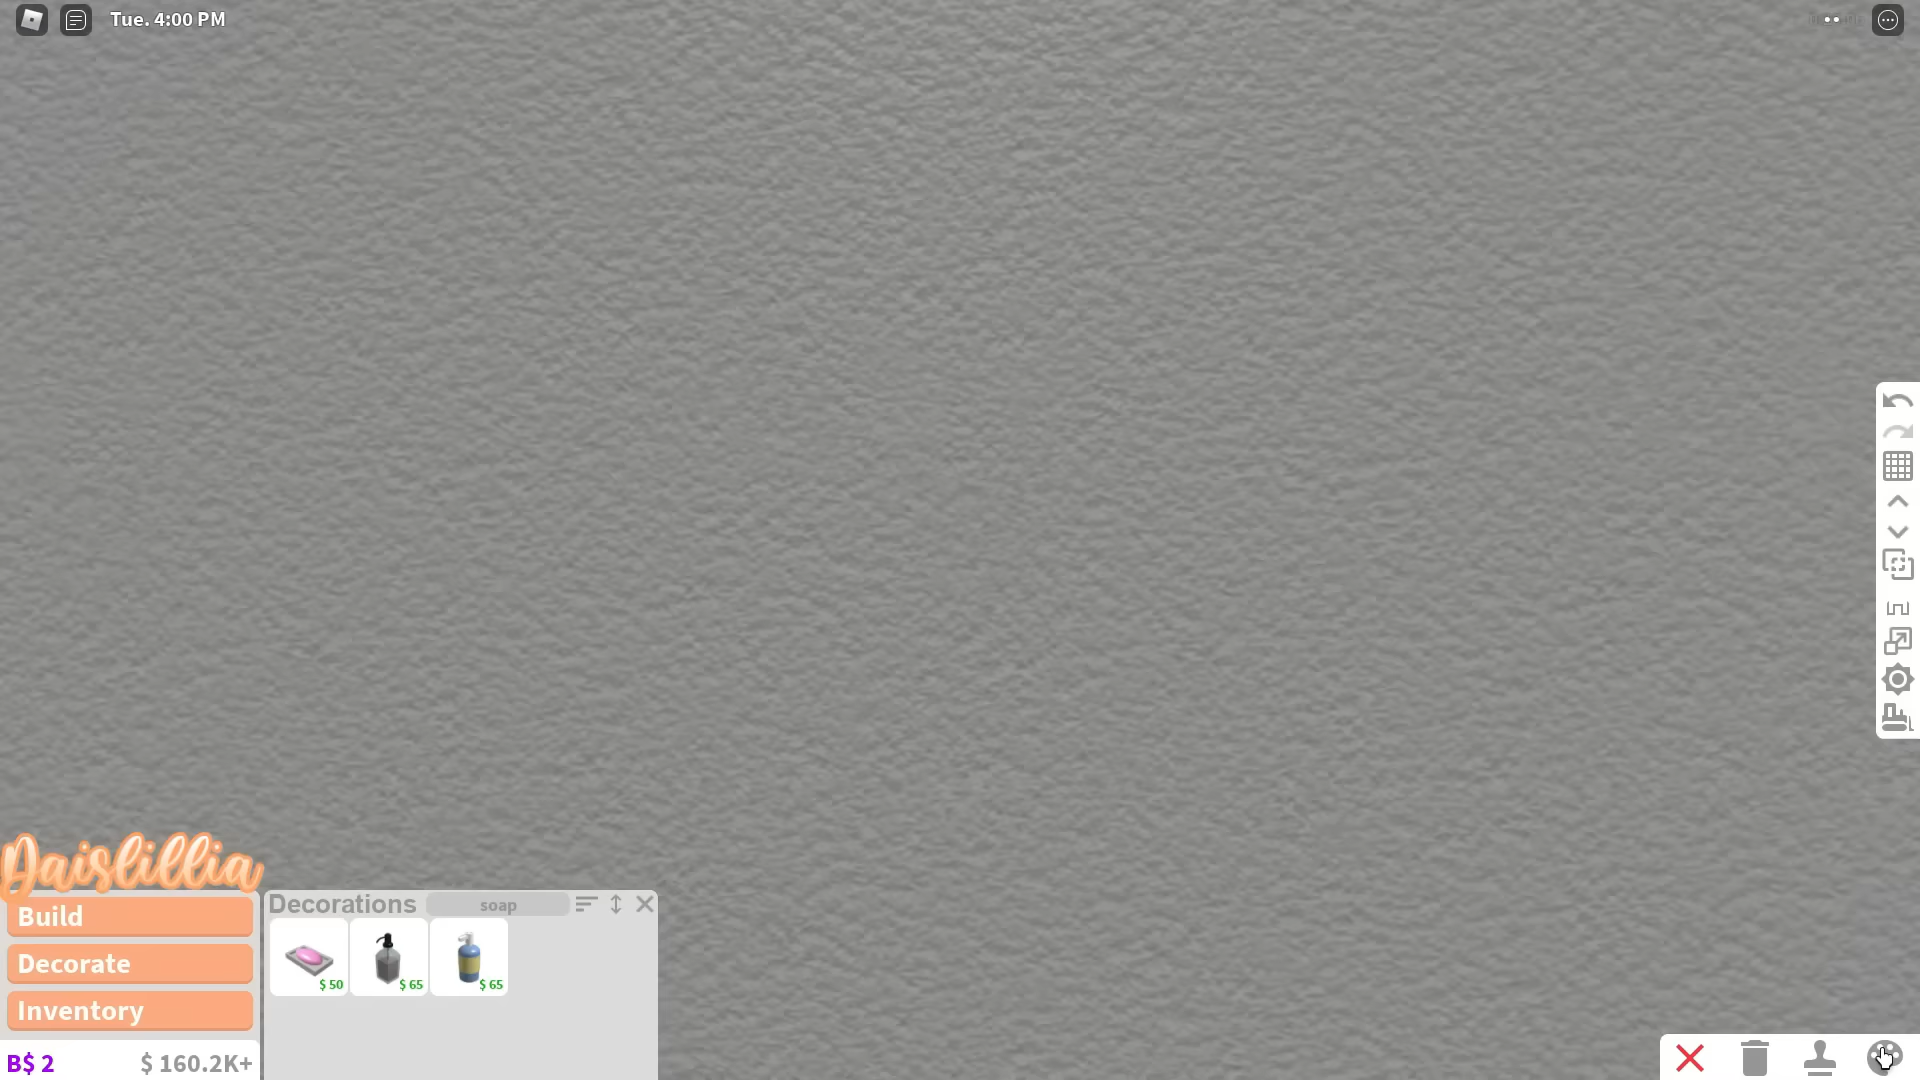 Tue. 4:00 PM
Daislillia
Build
Decorate
Inventory
B$ 2
$ 160.2K+
Decorations
soap
$ 50
$ 65
$ 65